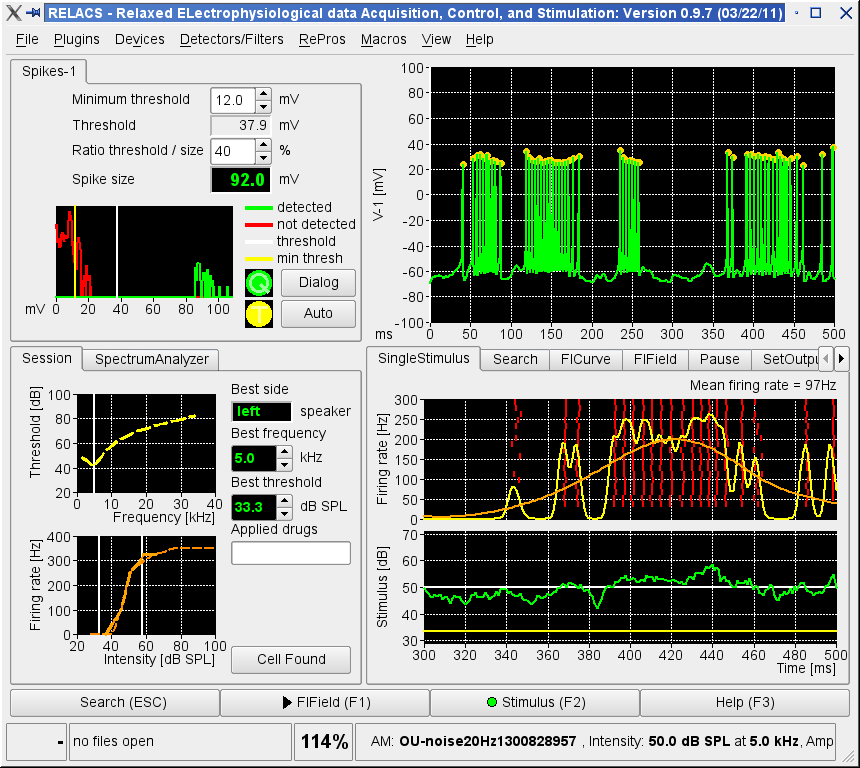 RELACS - Relaxed ELectrophysiological data Acquisition, Control, and Stimulation: Version 0.9.7 (03/22/11)
File Plugins Devices Detectors/Filters RePros Macros View Help
Spikes-1
Minimum threshold 12.0 mV
Threshold 37.9 mV
Ratio threshold / size 40 %
Spike size 92.0 mV
detected
not detected
threshold
min thresh
mV 0 20 40 60 80 100
Q Dialog
T Auto
V-1 [mV]
100
80
60
40
20
0
-20
-40
-60
-80
-100
ms 0 50 100 150 200 250 300 350 400 450 500
Session SpectrumAnalyzer
Threshold [dB]
100
80
60
40
20
0 10 20 30 40
Frequency [kHz]
Firing rate [Hz]
400
300
200
100
0
20 40 60 80 100
Intensity [dB SPL]
Best side
left speaker
Best frequency
5.0 kHz
Best threshold
33.3 dB SPL
Applied drugs
Cell Found
SingleStimulus Search FICurve FIField Pause SetOutpu
Mean firing rate = 97Hz
Firing rate [Hz]
300
250
200
150
100
50
0
Stimulus [dB]
70
60
50
40
30
300 320 340 360 380 400 420 440 460 480 500
Time [ms]
Search (ESC) FIField (F1) Stimulus (F2) Help (F3)
- no files open 114% AM: OU-noise20Hz1300828957 , Intensity: 50.0 dB SPL at 5.0 kHz, Amp